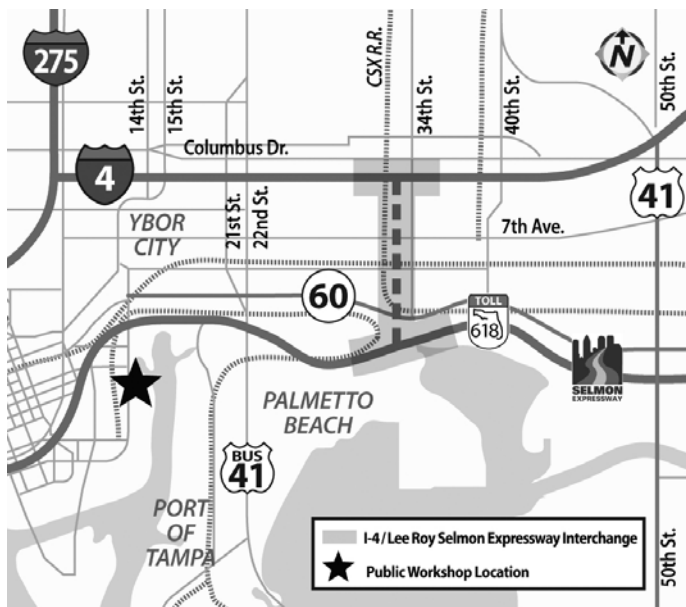 275
N
14th St.
15th St.
CSX R.R.
34th St.
40th St.
50th St.
Columbus Dr.
4
41
YBOR
CITY
21st St.
22nd St.
7th Ave.
60
TOLL
618
SELMON
EXPRESSWAY
PALMETTO
BEACH
BUS
41
PORT
OF
TAMPA
I-4/Lee Roy Selmon Expressway Interchange
Public Workshop Location
50th St.